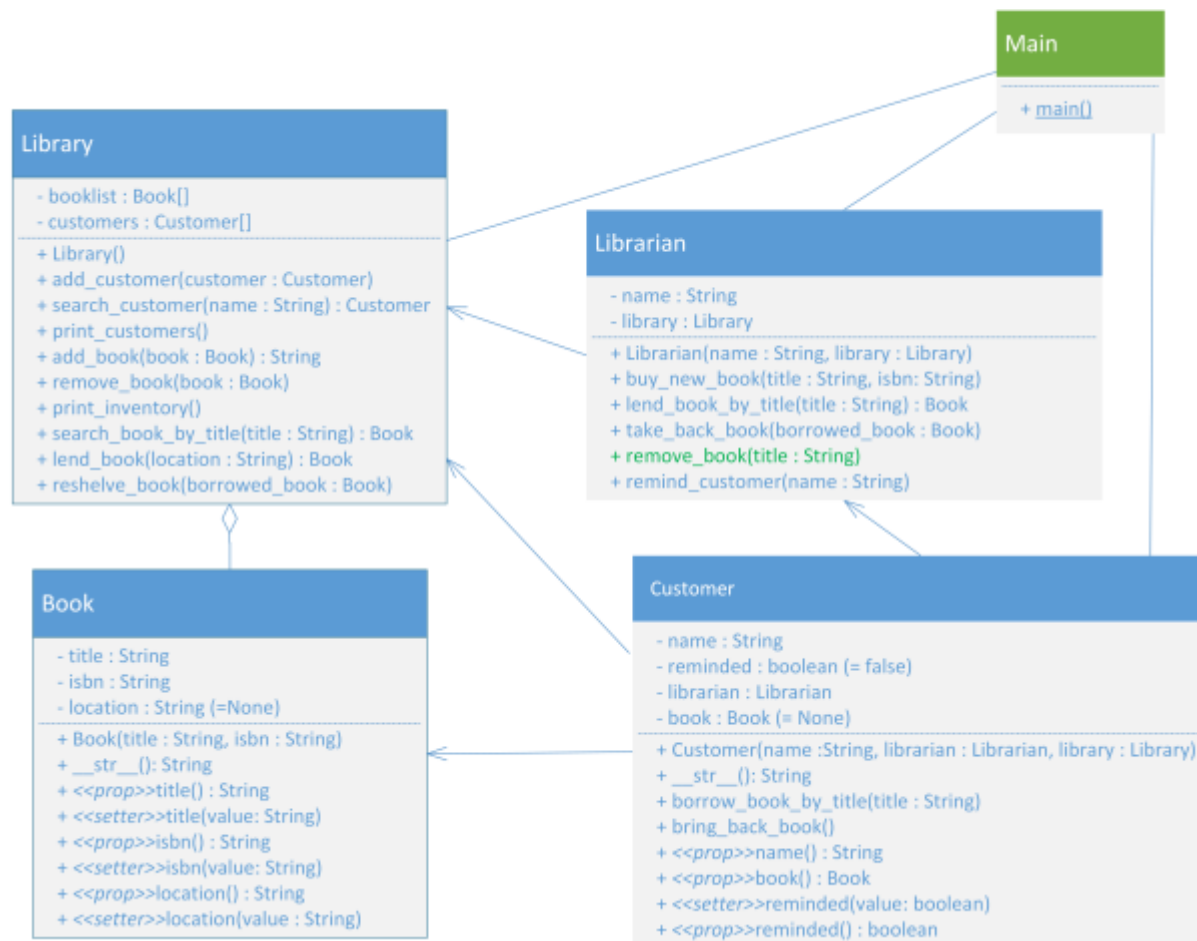 Main
+ main()
Library
- booklist : Book[]
- customers : Customer[]
+ Library()
+ add_customer(customer : Customer)
+ search_customer(name : String) : Customer
+ print_customers()
+ add_book(book : Book) : String
+ remove_book(book : Book)
+ print_inventory()
+ search_book_by_title(title : String) : Book
+ lend_book(location : String) : Book
+ reshelve_book(borrowed_book : Book)
Librarian
- name : String
- library : Library
+ Librarian(name : String, library : Library)
+ buy_new_book(title : String, isbn: String)
+ lend_book_by_title(title : String) : Book
+ take_back_book(borrowed_book : Book)
+ remove_book(title : String)
+ remind_customer(name : String)
Book
- title : String
- isbn : String
- location : String (=None)
+ Book(title : String, isbn : String)
+ __str__(): String
+ <<prop>>title() : String
+ <<setter>>title(value: String)
+ <<prop>>isbn() : String
+ <<setter>>isbn(value: String)
+ <<prop>>location() : String
+ <<setter>>location(value : String)
Customer
- name : String
- reminded : boolean (= false)
- librarian : Librarian
- book : Book (= None)
+ Customer(name :String, librarian : Librarian, library : Library)
+ __str__(): String
+ borrow_book_by_title(title : String)
+ bring_back_book()
+ <<prop>>name() : String
+ <<prop>>book() : Book
+ <<setter>>reminded(value: boolean)
+ <<prop>>reminded() : boolean